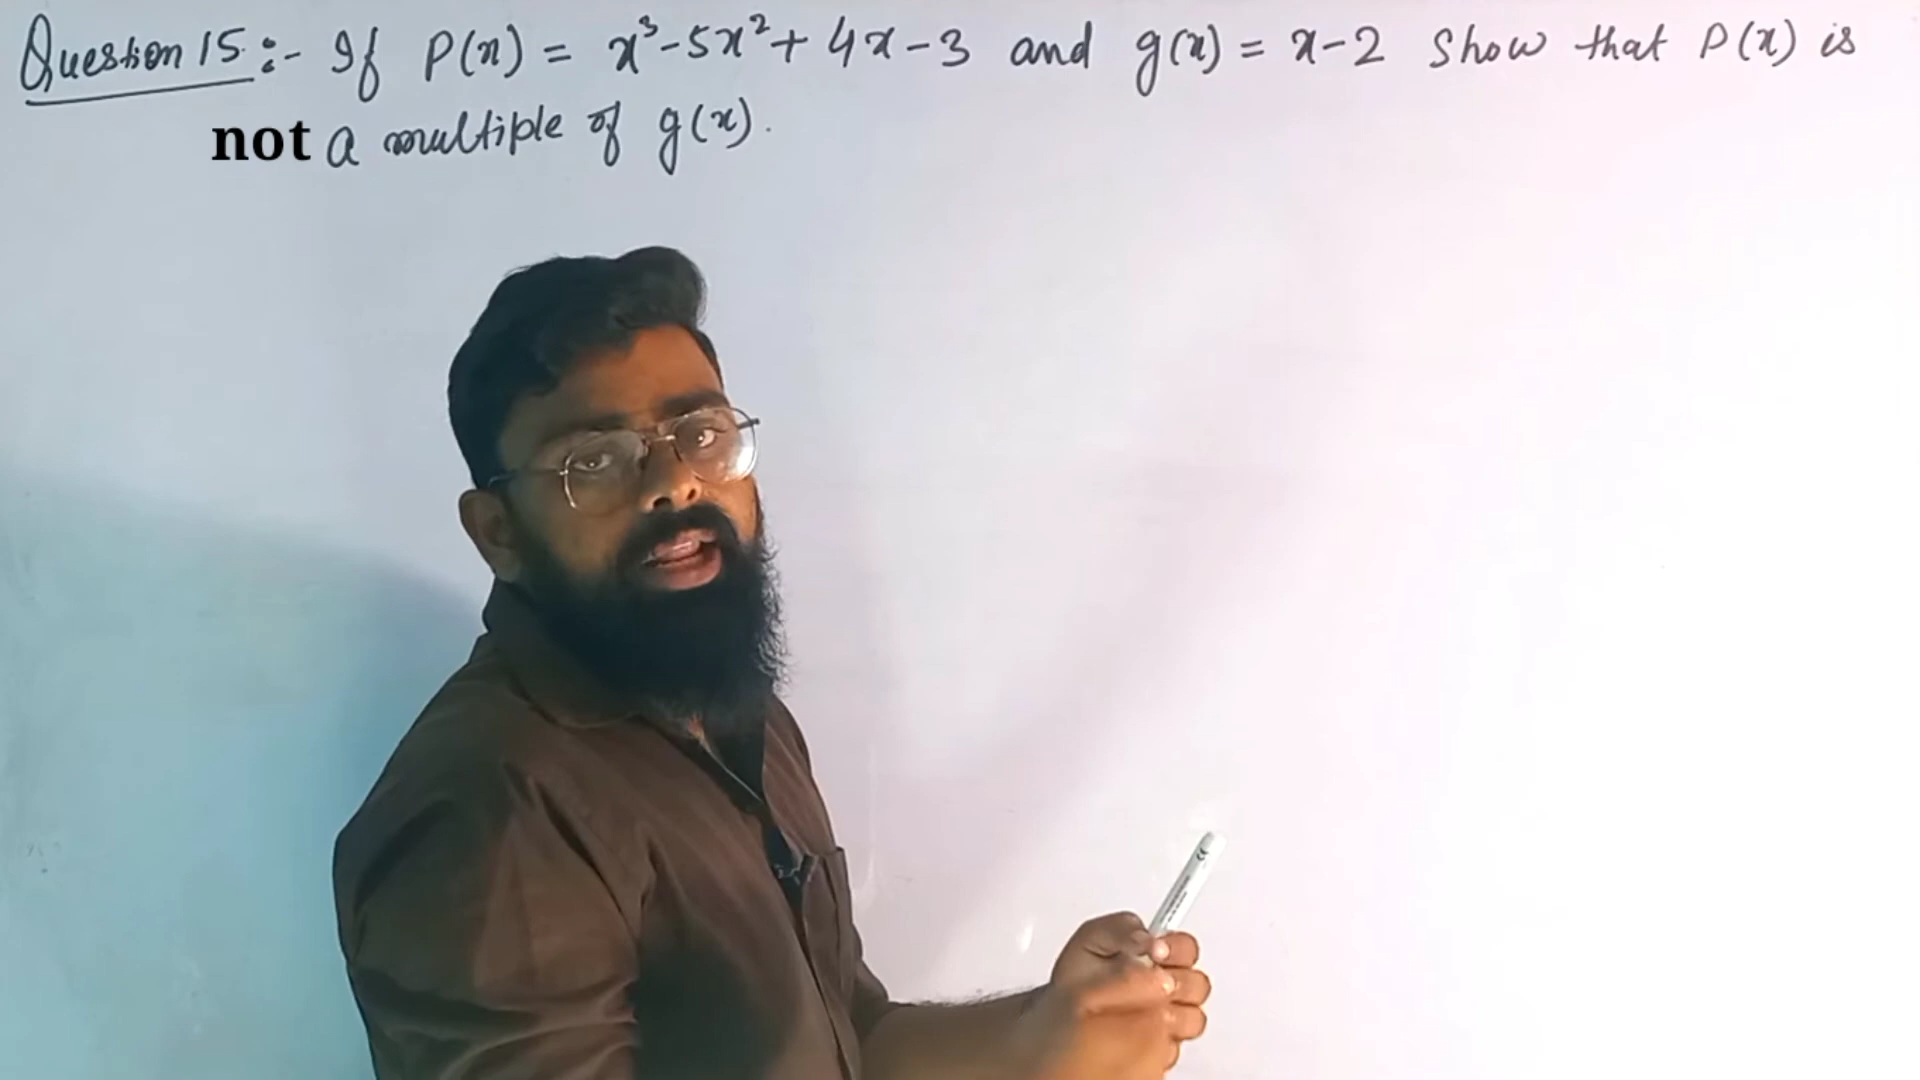 Question 15:- If P(x) = x³-5x²+ 4x-3 and g(x) = x-2 Show that P(x) is
not a multiple of g(x).